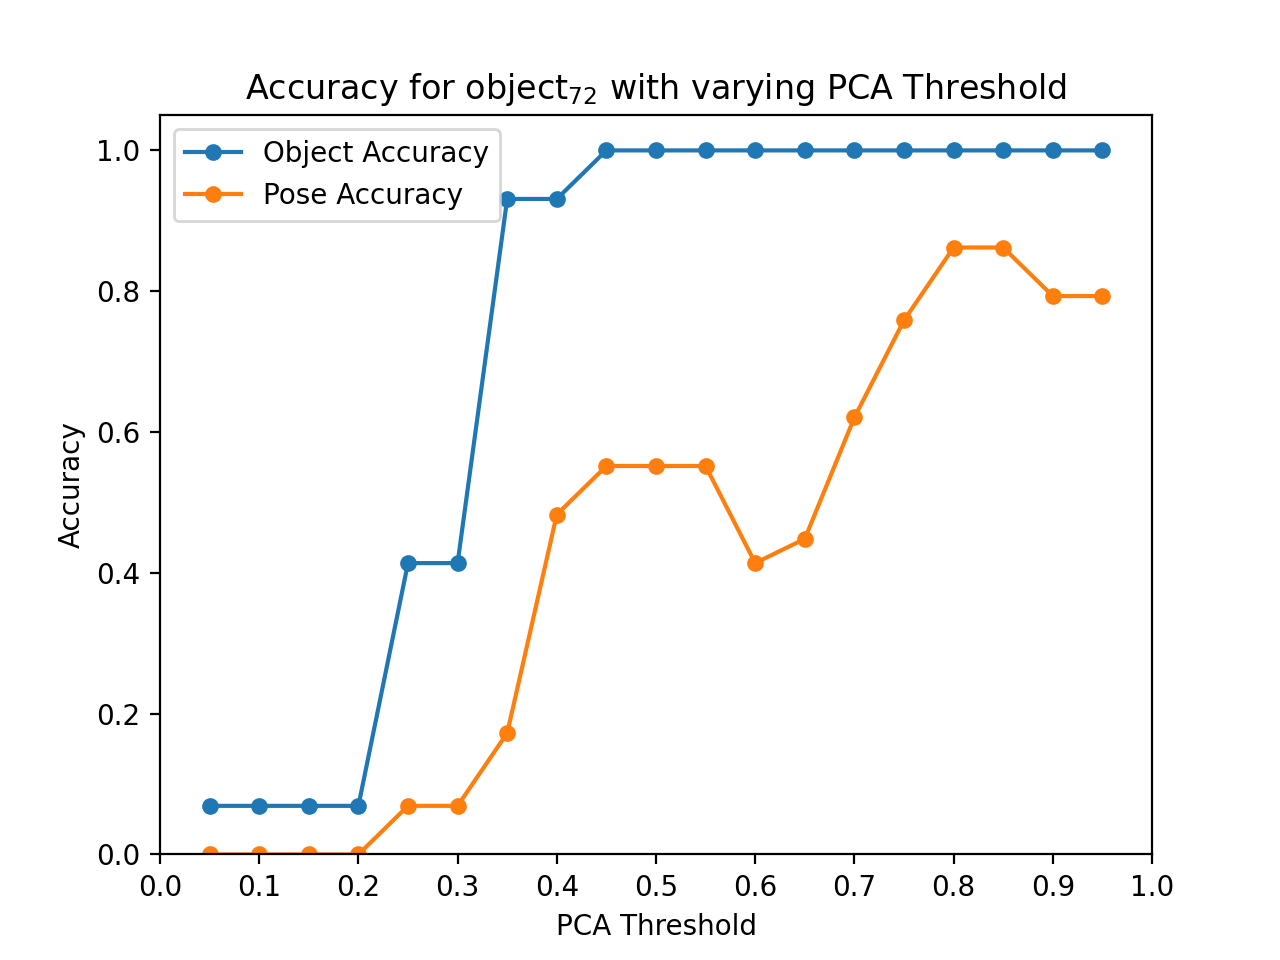 Accuracy for object₇₂ with varying PCA Threshold
Object Accuracy
Pose Accuracy
1.0
0.8
0.6
0.4
0.2
0.0
Accuracy
0.0 0.1 0.2 0.3 0.4 0.5 0.6 0.7 0.8 0.9 1.0
PCA Threshold